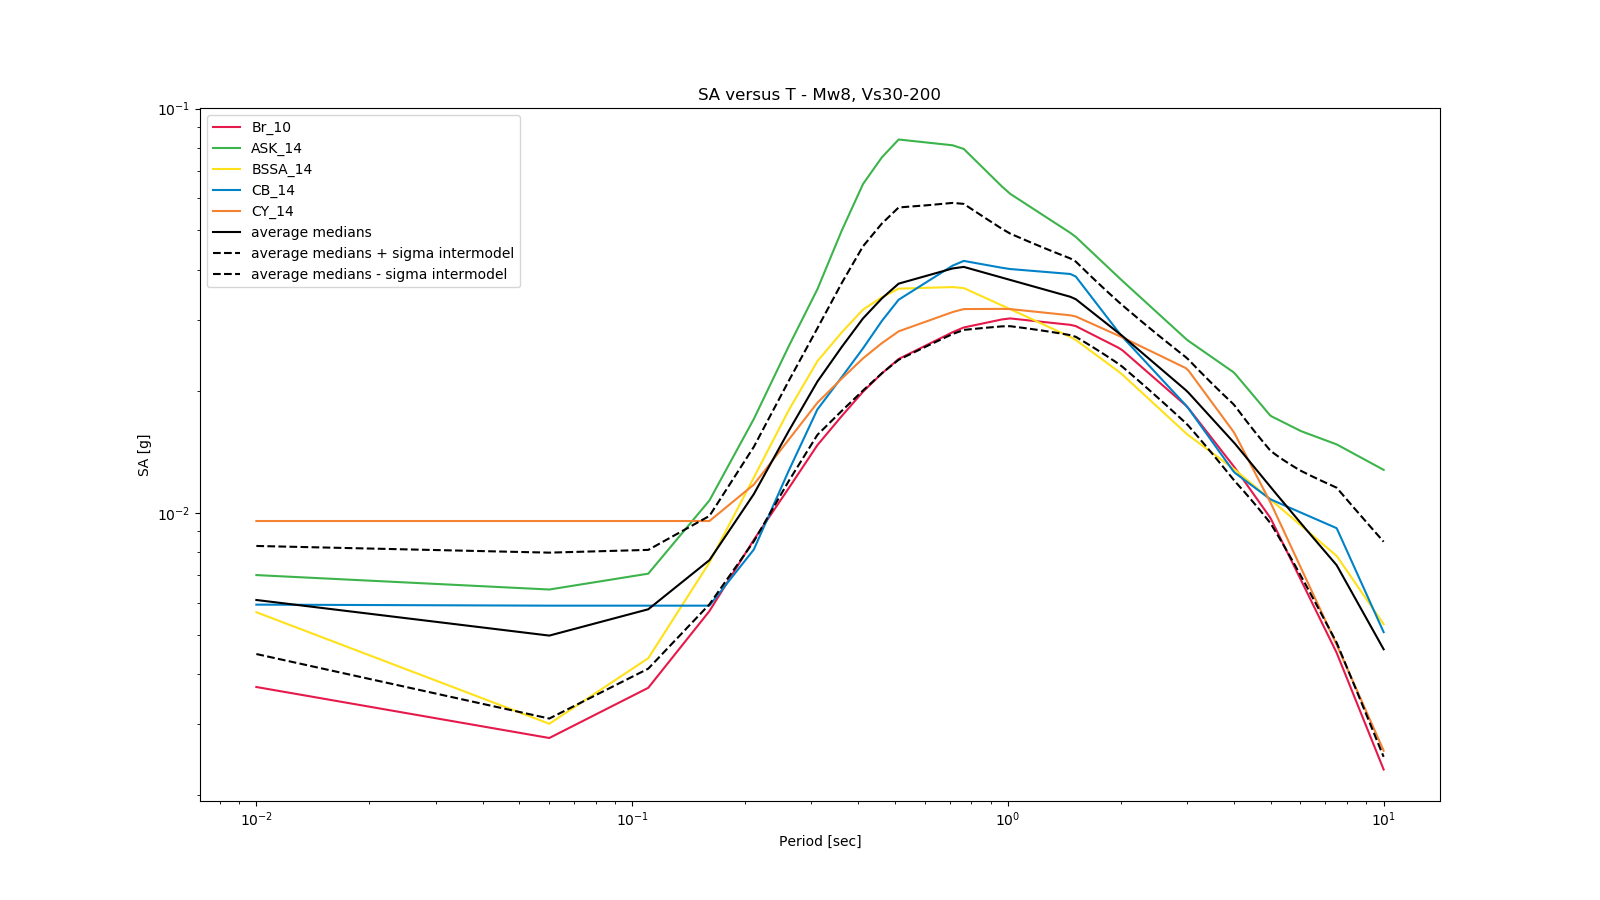 SA versus T - Mw8, Vs30-200
10⁻¹
Br_10
ASK_14
BSSA_14
CB_14
CY_14
average medians
average medians + sigma intermodel
average medians - sigma intermodel
SA [g]
10⁻²
10⁻² 10⁻¹ 10⁰ 10¹
Period [sec]